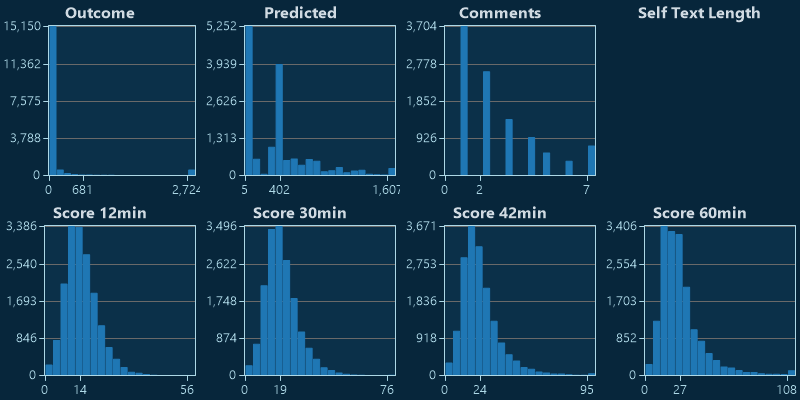 Outcome
15,150
11,362
7,575
3,788
0
0 681 2,724
Predicted
5,252
3,939
2,626
1,313
0
5 402 1,607
Comments
3,704
2,778
1,852
926
0
0 2 7
Self Text Length
Score 12min
3,386
2,540
1,693
846
0
0 14 56
Score 30min
3,496
2,622
1,748
874
0
0 19 76
Score 42min
3,671
2,753
1,836
918
0
0 24 95
Score 60min
3,406
2,554
1,703
852
0
0 27 108